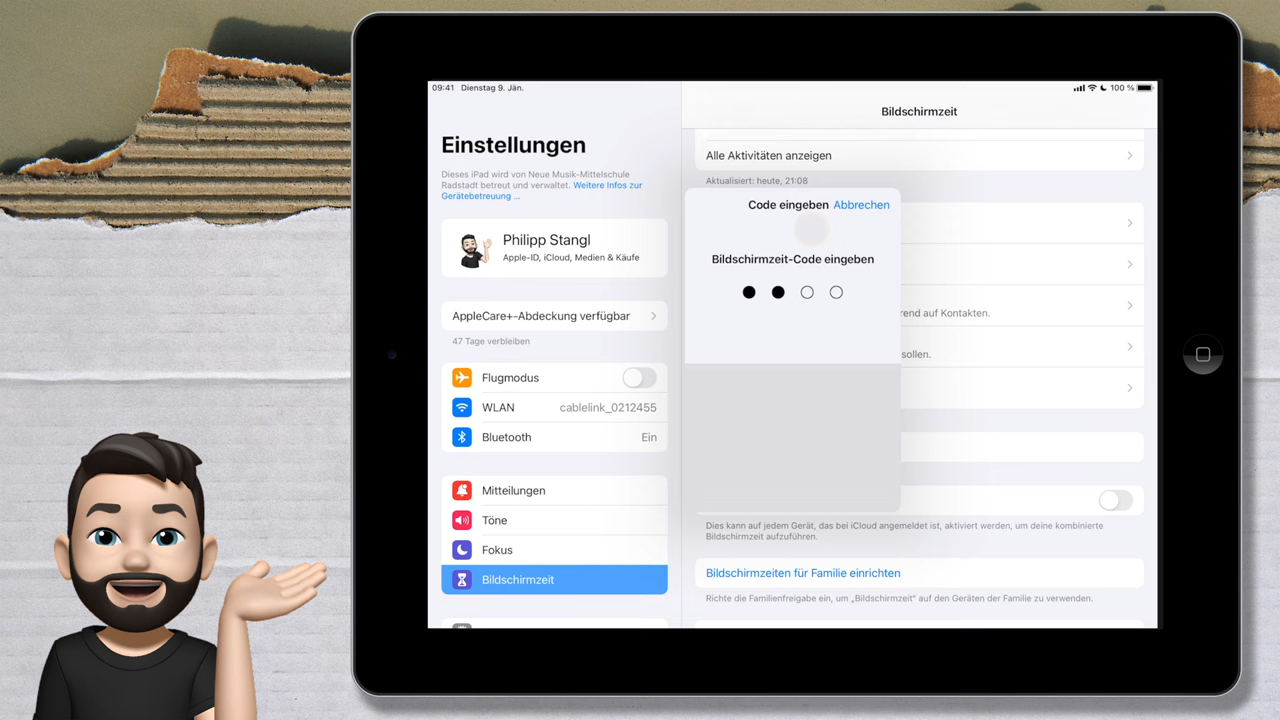 09:41 Dienstag 9. Jän.
100 %
Einstellungen
Dieses iPad wird von Neue Musik-Mittelschule
Radstadt betreut und verwaltet. Weitere Infos zur
Gerätebetreuung ...
Philipp Stangl
Apple-ID, iCloud, Medien & Käufe
AppleCare+-Abdeckung verfügbar
47 Tage verbleiben
Flugmodus
WLAN cablelink_0212455
Bluetooth Ein
Mitteilungen
Töne
Fokus
Bildschirmzeit
Bildschirmzeit
Alle Aktivitäten anzeigen
Aktualisiert: heute, 21:08
Code eingeben Abbrechen
Bildschirmzeit-Code eingeben
rend auf Kontakten.
sollen.
Dies kann auf jedem Gerät, das bei iCloud angemeldet ist, aktiviert werden, um deine kombinierte
Bildschirmzeit aufzuführen.
Bildschirmzeiten für Familie einrichten
Richte die Familienfreigabe ein, um „Bildschirmzeit“ auf den Geräten der Familie zu verwenden.